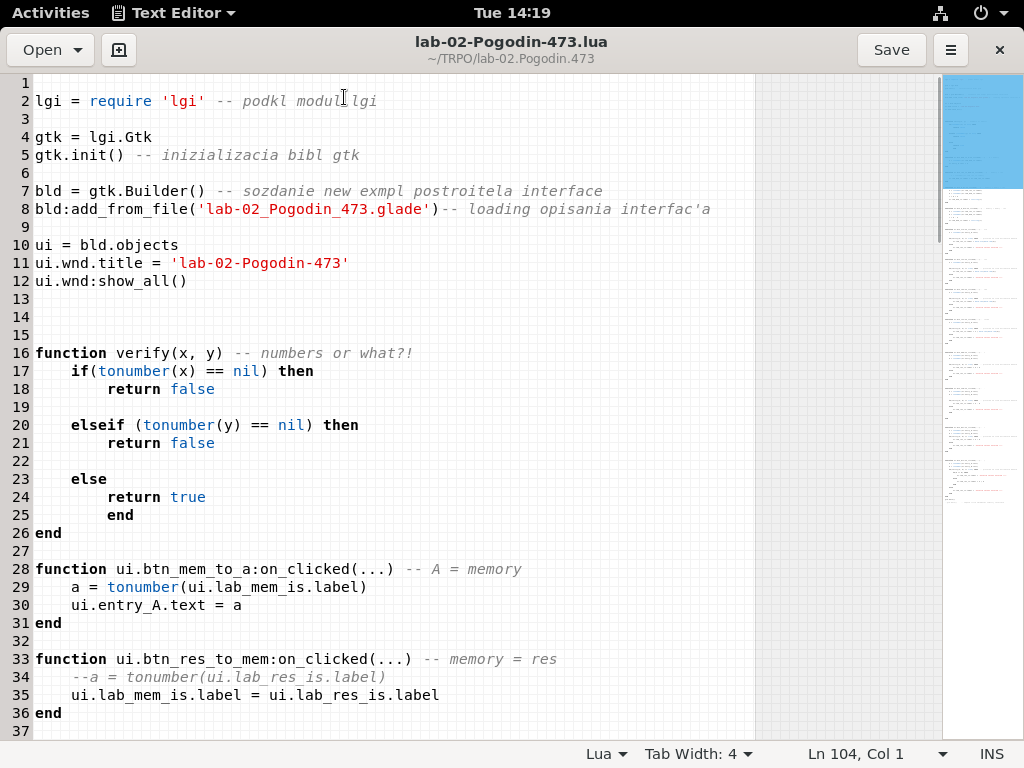 Activities Text Editor Tue 14:19
Open lab-02-Pogodin-473.lua Save
~/TRPO/lab-02.Pogodin.473
1
2 lgi = require 'lgi' -- podkl modul lgi
3
4 gtk = lgi.Gtk
5 gtk.init() -- inizializacia bibl gtk
6
7 bld = gtk.Builder() -- sozdanie new exmpl postroitela interface
8 bld:add_from_file('lab-02_Pogodin_473.glade')-- loading opisania interfac'a
9
10 ui = bld.objects
11 ui.wnd.title = 'lab-02-Pogodin-473'
12 ui.wnd:show_all()
13
14
15
16 function verify(x, y) -- numbers or what?!
17     if(tonumber(x) == nil) then
18         return false
19
20     elseif (tonumber(y) == nil) then
21         return false
22
23     else
24         return true
25         end
26 end
27
28 function ui.btn_mem_to_a:on_clicked(...) -- A = memory
29     a = tonumber(ui.lab_mem_is.label)
30     ui.entry_A.text = a
31 end
32
33 function ui.btn_res_to_mem:on_clicked(...) -- memory = res
34     --a = tonumber(ui.lab_res_is.label)
35     ui.lab_mem_is.label = ui.lab_res_is.label
36 end
37
Lua Tab Width: 4 Ln 104, Col 1 INS